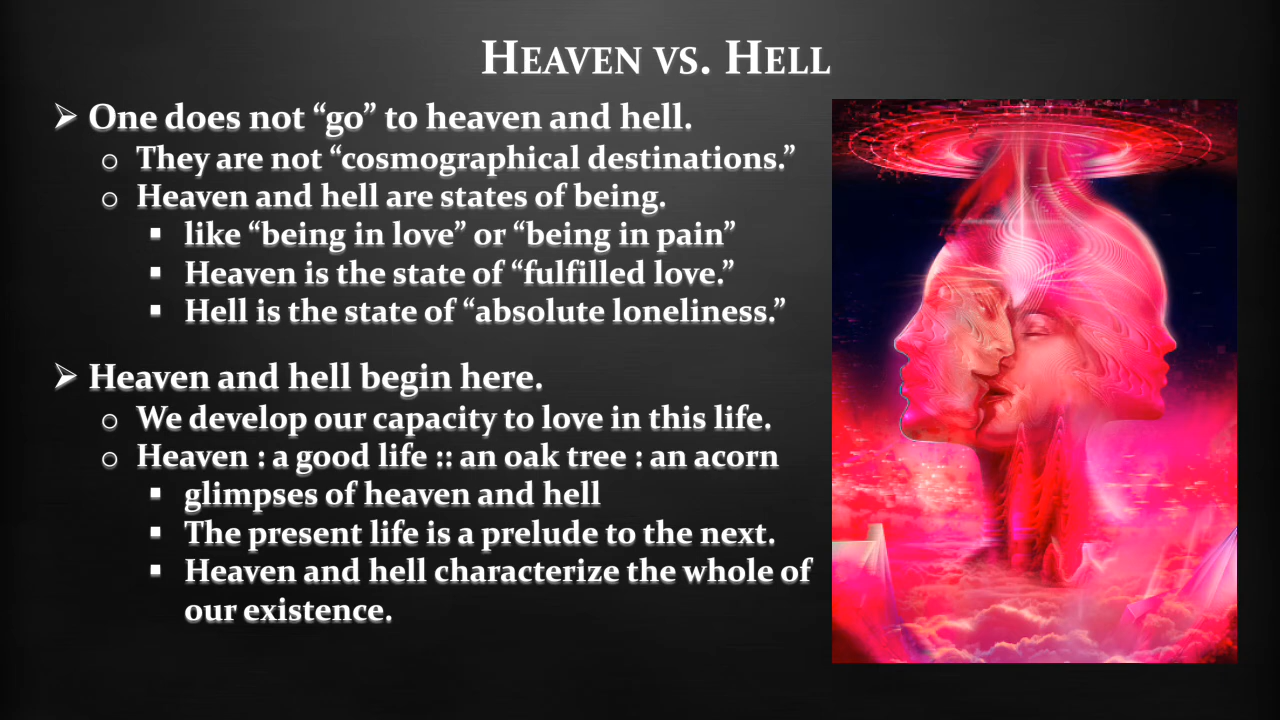 HEAVEN VS. HELL
➢ One does not “go” to heaven and hell.
o They are not “cosmographical destinations.”
o Heaven and hell are states of being.
▪ like “being in love” or “being in pain”
▪ Heaven is the state of “fulfilled love.”
▪ Hell is the state of “absolute loneliness.”
➢ Heaven and hell begin here.
o We develop our capacity to love in this life.
o Heaven : a good life :: an oak tree : an acorn
▪ glimpses of heaven and hell
▪ The present life is a prelude to the next.
▪ Heaven and hell characterize the whole of
our existence.